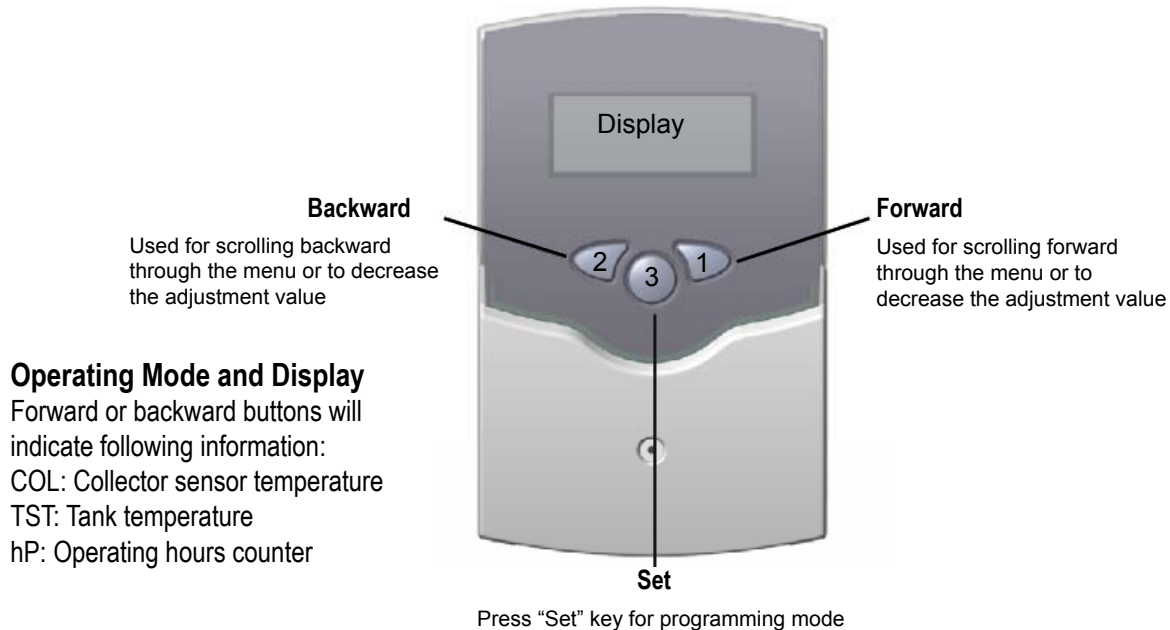 Display
Backward
Used for scrolling backward
through the menu or to decrease
the adjustment value
Forward
Used for scrolling forward
through the menu or to
decrease the adjustment value
2
3
1
Operating Mode and Display
Forward or backward buttons will
indicate following information:
COL: Collector sensor temperature
TST: Tank temperature
hP: Operating hours counter
Set
Press “Set” key for programming mode